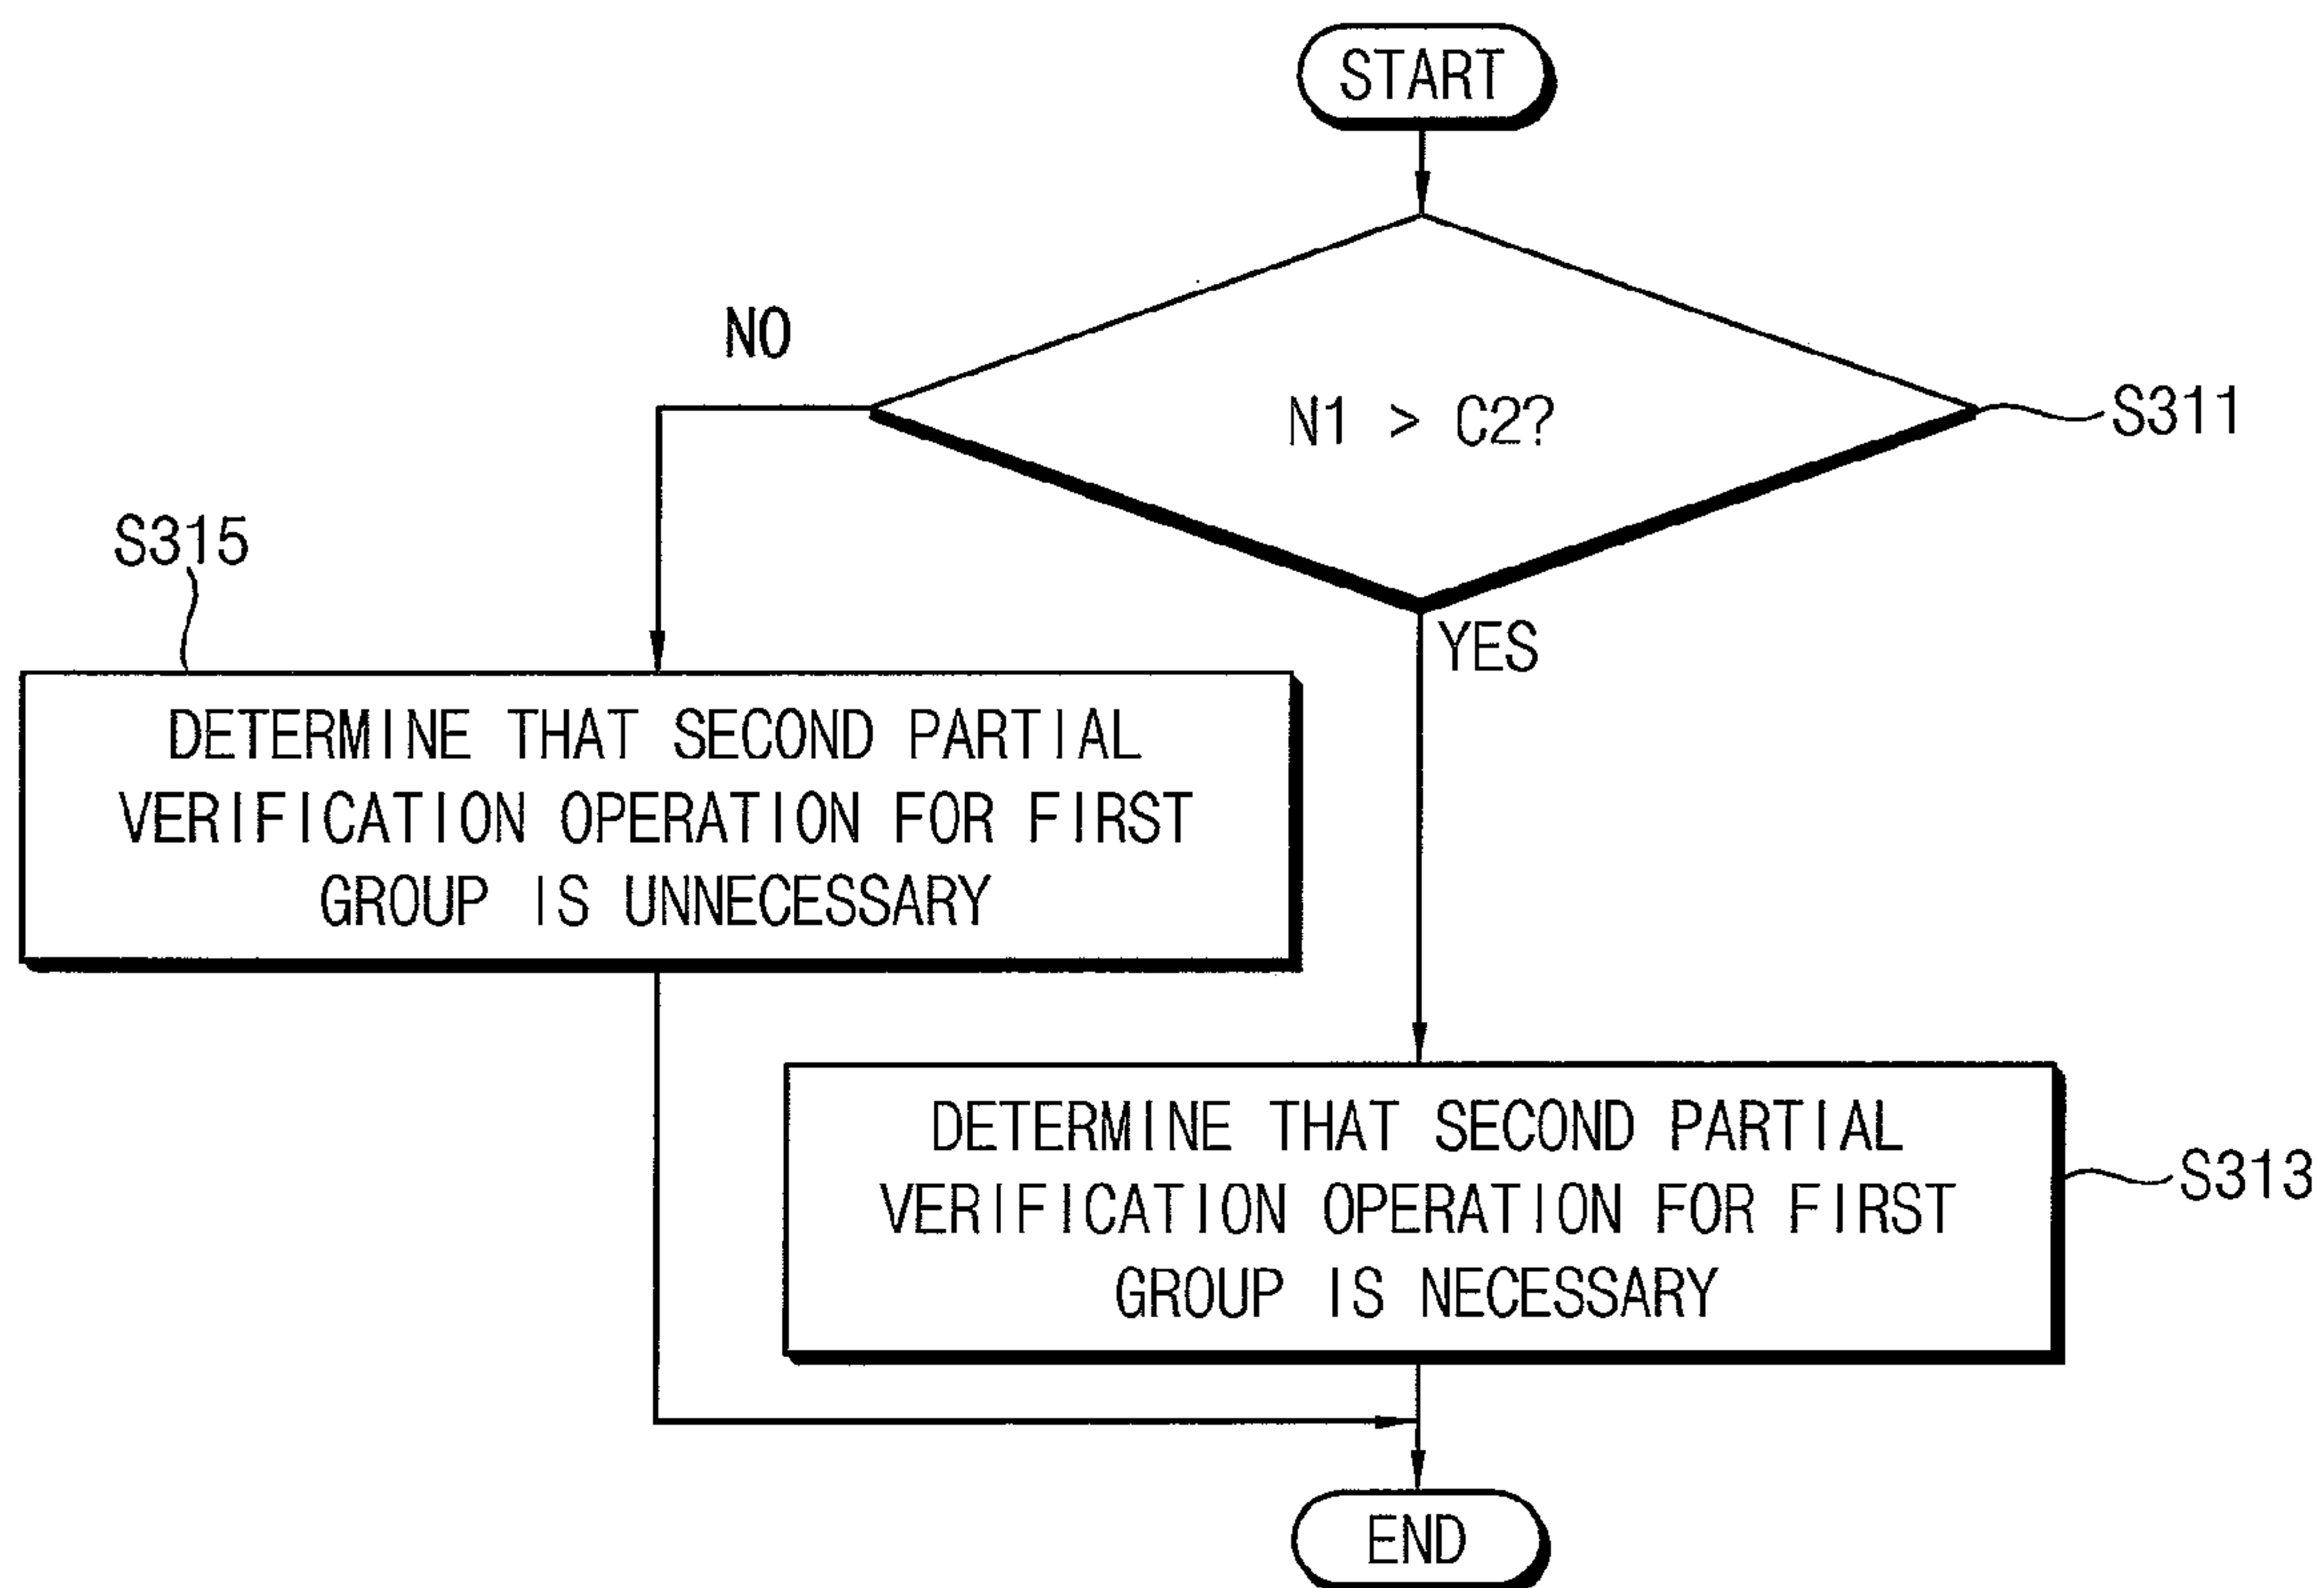 START
NO
N1 > C2?
S311
S315
YES
DETERMINE THAT SECOND PARTIAL
VERIFICATION OPERATION FOR FIRST
GROUP IS UNNECESSARY
DETERMINE THAT SECOND PARTIAL
VERIFICATION OPERATION FOR FIRST
GROUP IS NECESSARY
S313
END